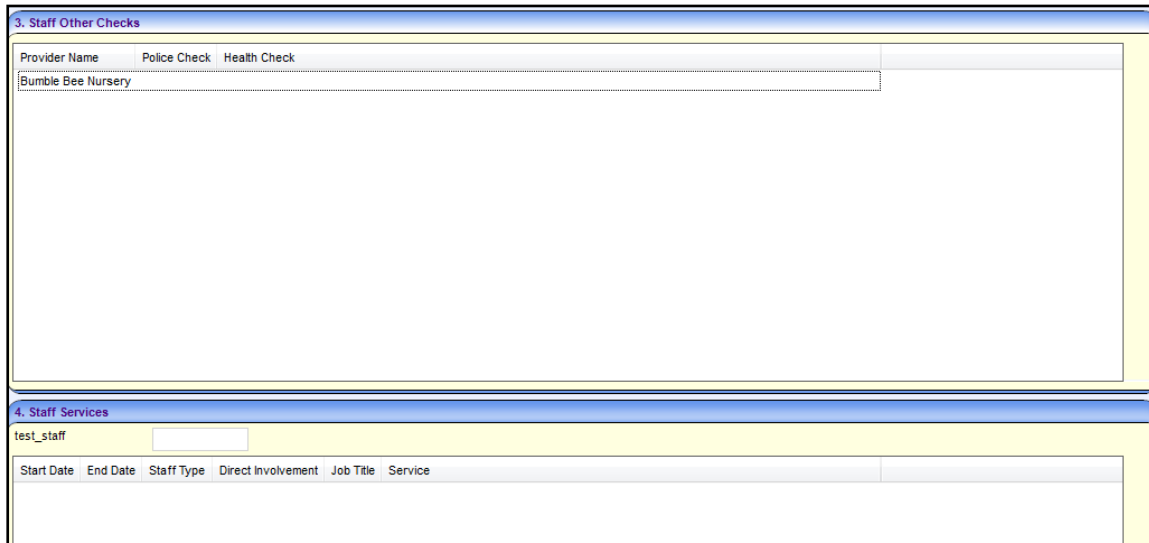 3. Staff Other Checks
Provider Name Police Check Health Check
Bumble Bee Nursery
4. Staff Services
test_staff
Start Date End Date Staff Type Direct Involvement Job Title Service